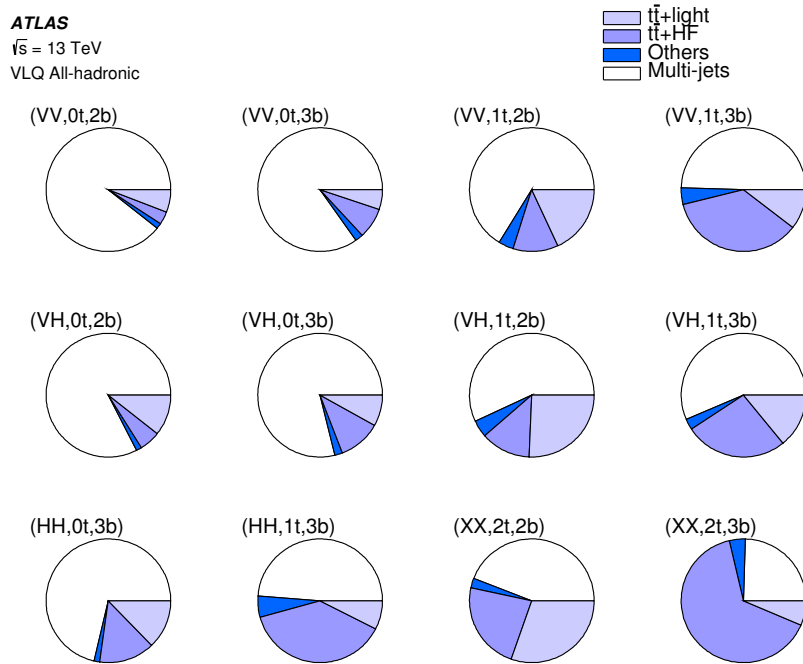 ATLAS
√s = 13 TeV
VLQ All-hadronic
tt̄+light
tt̄+HF
Others
Multi-jets
(VV,0t,2b)
(VV,0t,3b)
(VV,1t,2b)
(VV,1t,3b)
(VH,0t,2b)
(VH,0t,3b)
(VH,1t,2b)
(VH,1t,3b)
(HH,0t,3b)
(HH,1t,3b)
(XX,2t,2b)
(XX,2t,3b)